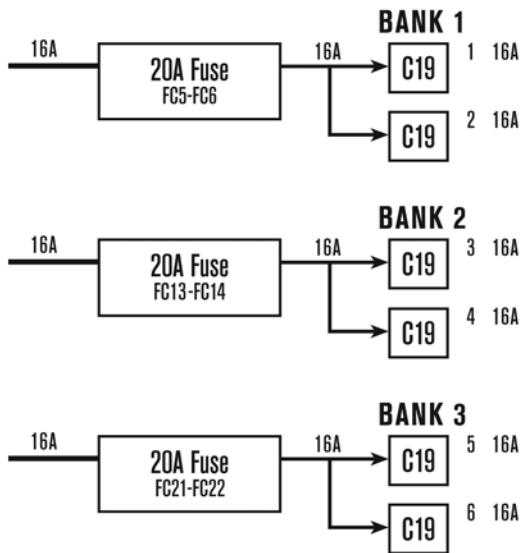 BANK 1
16A
20A Fuse
FC5-FC6
16A
C19
1 16A
C19
2 16A
BANK 2
16A
20A Fuse
FC13-FC14
16A
C19
3 16A
C19
4 16A
BANK 3
16A
20A Fuse
FC21-FC22
16A
C19
5 16A
C19
6 16A